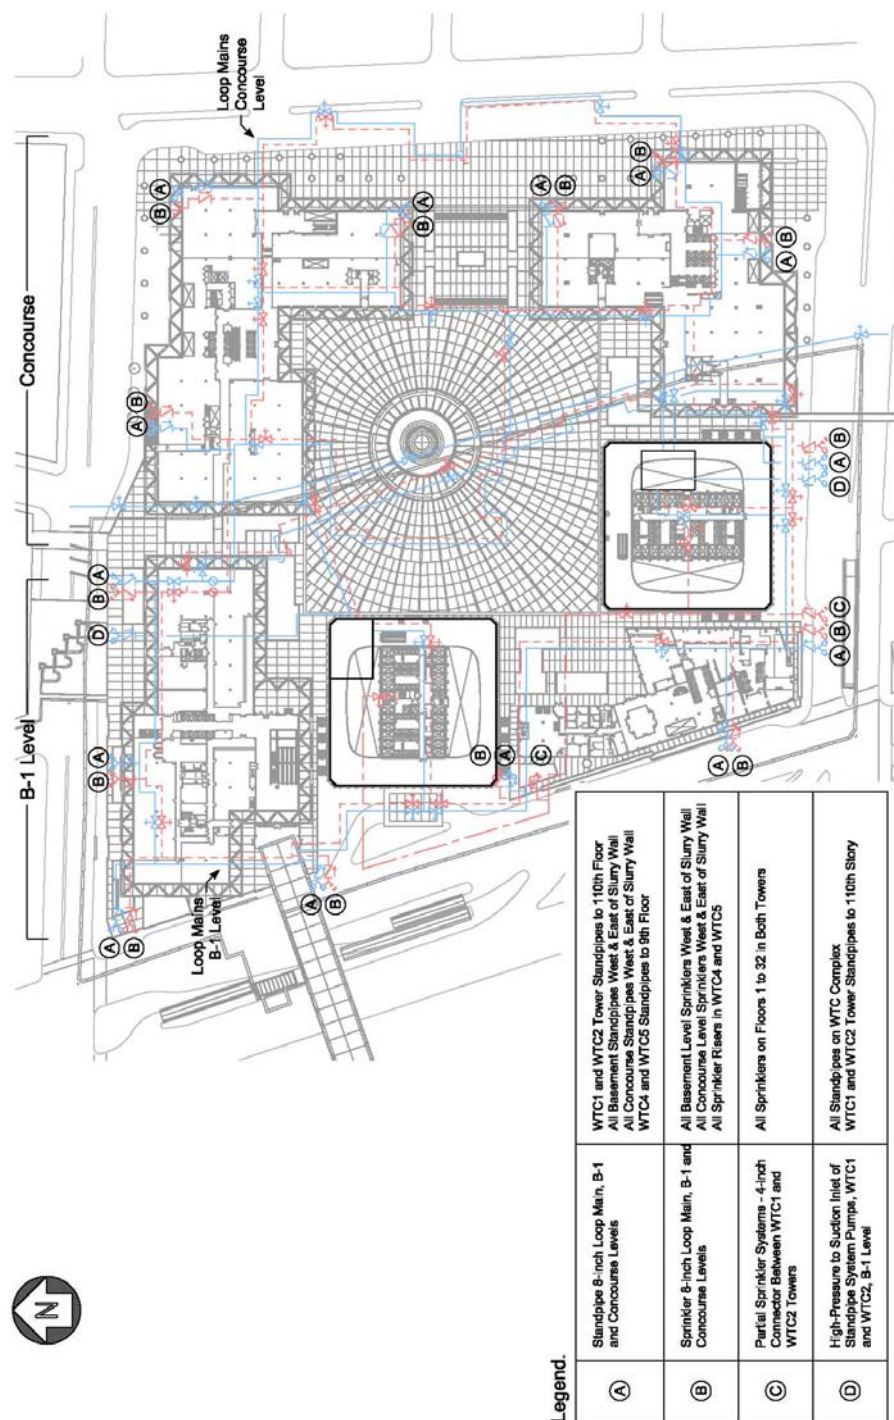 Loop Mains
Concourse
Level
Concourse
B-1 Level
Loop Mains
B-1 Level
B A
B A
A B
A B
A B
A B
A B
B A
D
B A
A B
A B
B
A
C
A B
D A B
A B C
N
Legend.
A
Standpipe 8-inch Loop Main, B-1
and Concourse Levels
WTC1 and WTC2 Tower Standpipes to 110th Floor
All Basement Standpipes West & East of Slurry Wall
All Concourse Standpipes West & East of Slurry Wall
WTC4 and WTC5 Standpipes to 9th Floor
B
Sprinkler 8-inch Loop Main, B-1 and
Concourse Levels
All Basement Level Sprinklers West & East of Slurry Wall
All Concourse Level Sprinklers West & East of Slurry Wall
All Sprinkler Risers in WTC4 and WTC5
C
Partial Sprinkler Systems - 4-inch
Connector Between WTC1 and
WTC2 Towers
All Sprinklers on Floors 1 to 32 in Both Towers
D
High-Pressure to Suction Inlet of
Standpipe System Pumps, WTC1
and WTC2, B-1 Level
All Standpipes on WTC Complex
WTC1 and WTC2 Tower Standpipes to 110th Story